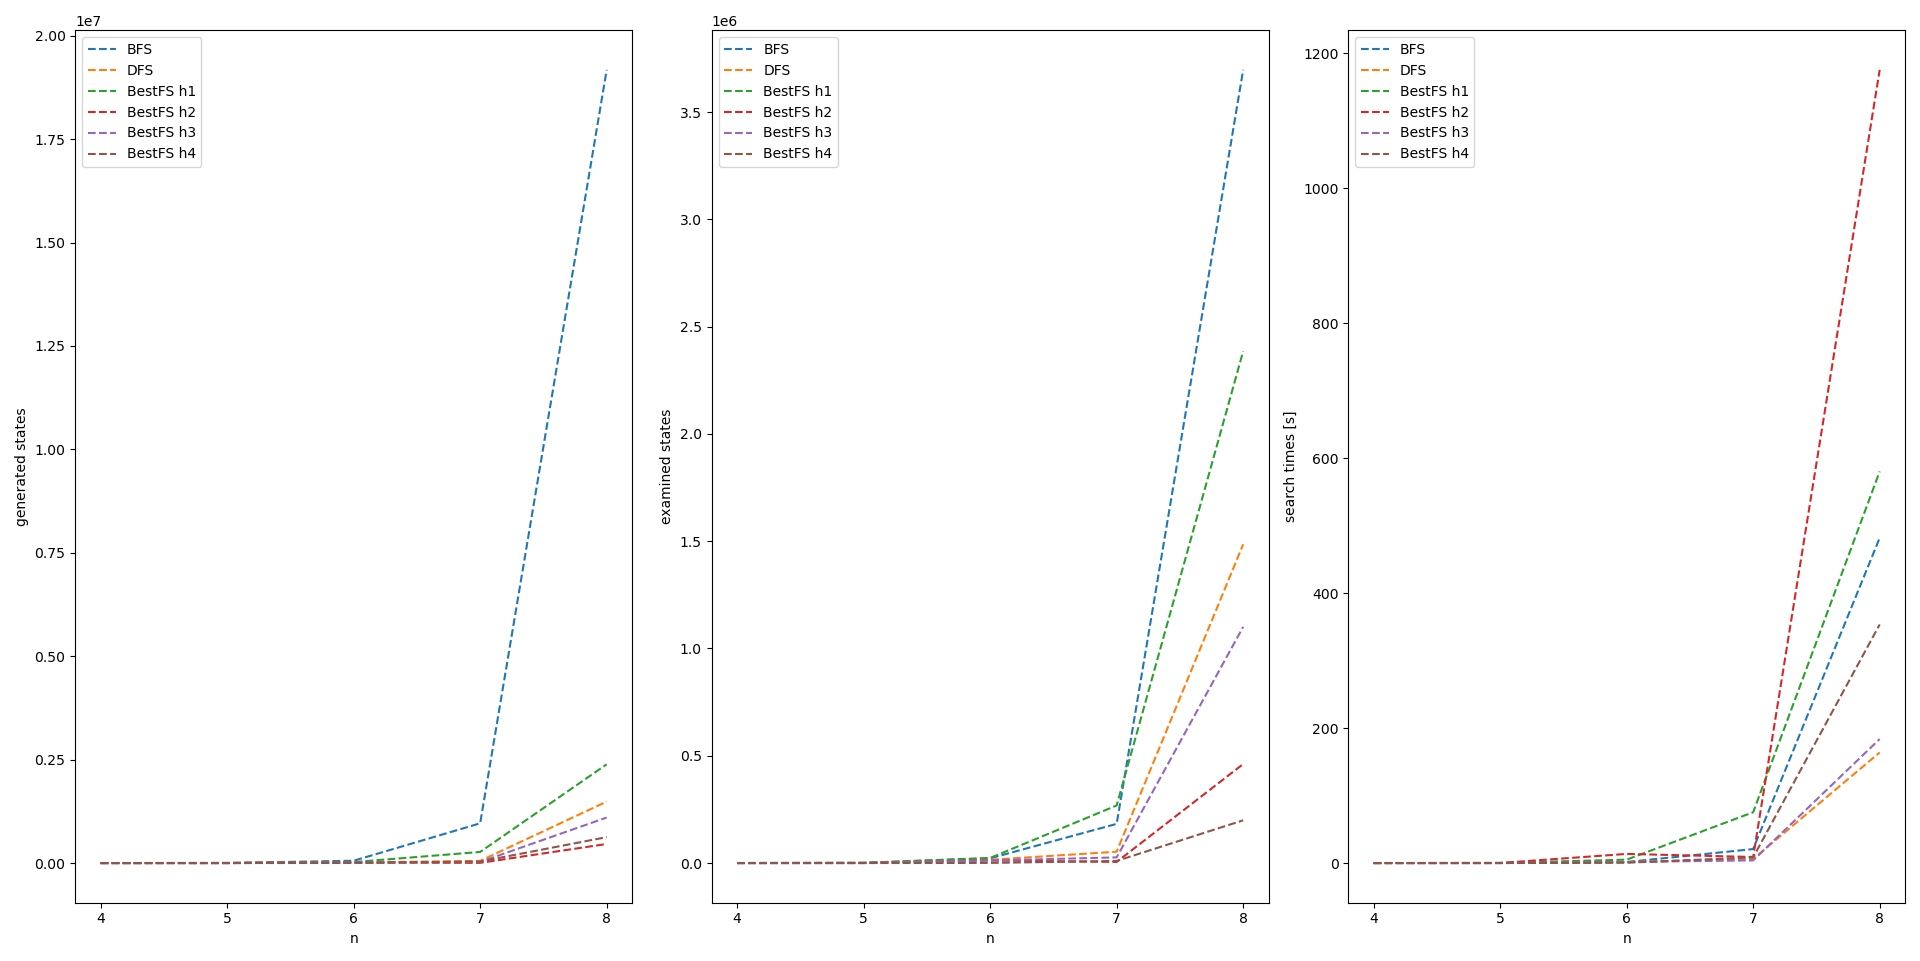 1e7
2.00
1.75
1.50
1.25
1.00
0.75
0.50
0.25
0.00
generated states
BFS
DFS
BestFS h1
BestFS h2
BestFS h3
BestFS h4
4 5 6 7 8
n
1e6
3.5
3.0
2.5
2.0
1.5
1.0
0.5
0.0
examined states
BFS
DFS
BestFS h1
BestFS h2
BestFS h3
BestFS h4
4 5 6 7 8
n
1200
1000
800
600
400
200
0
search times [s]
BFS
DFS
BestFS h1
BestFS h2
BestFS h3
BestFS h4
4 5 6 7 8
n